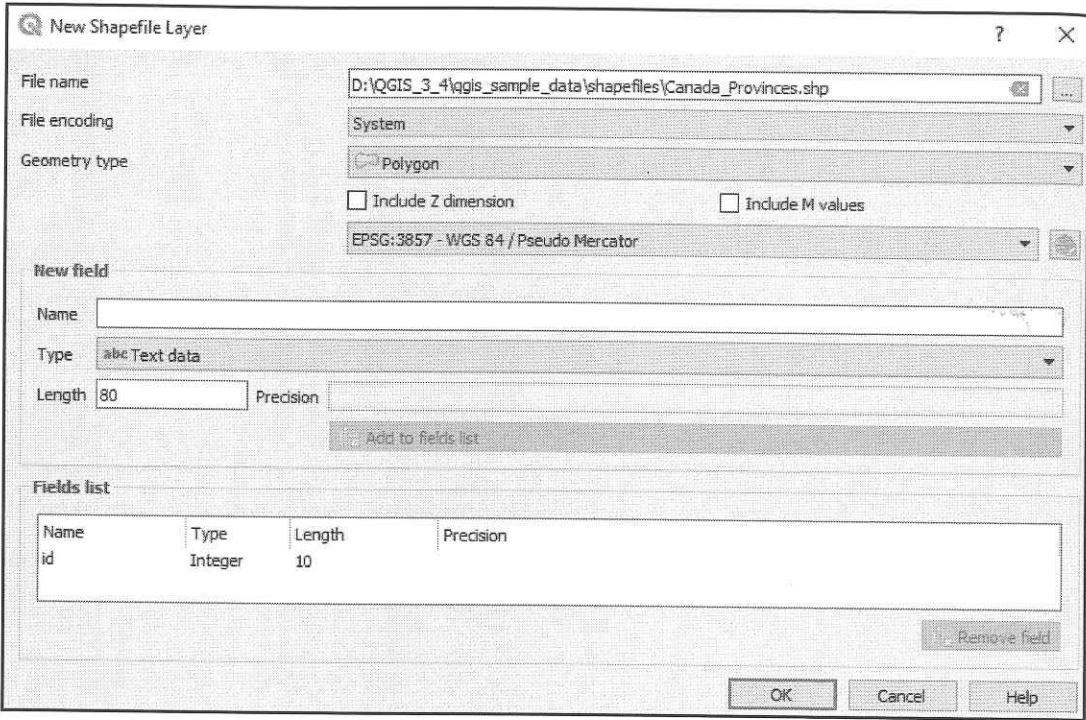 New Shapefile Layer
?
File name
D:\QGIS_3_4\qgis_sample_data\shapefiles\Canada_Provinces.shp
...
File encoding
System
Geometry type
Polygon
Include Z dimension
Include M values
EPSG:3857 - WGS 84 / Pseudo Mercator
New field
Name
Type
abc Text data
Length
80
Precision
Add to fields list
Fields list
Name Type Length Precision
id Integer 10
Remove field
OK Cancel Help